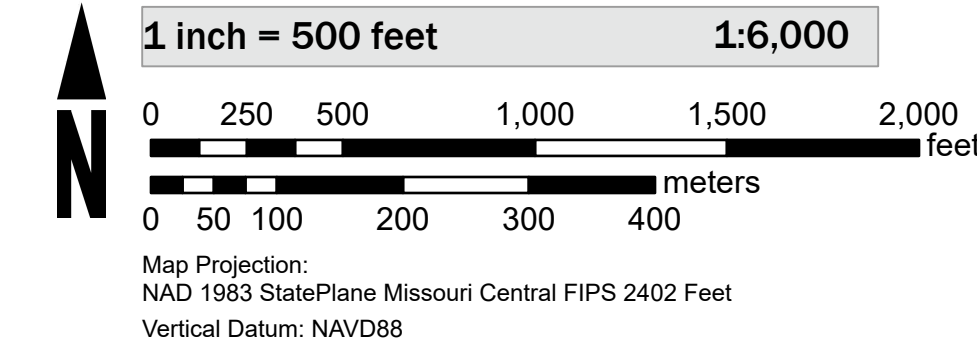 1 inch = 500 feet 1:6,000
0 250 500 1,000 1,500 2,000
feet
meters
0 50 100 200 300 400
N
Map Projection:
NAD 1983 StatePlane Missouri Central FIPS 2402 Feet
Vertical Datum: NAVD88